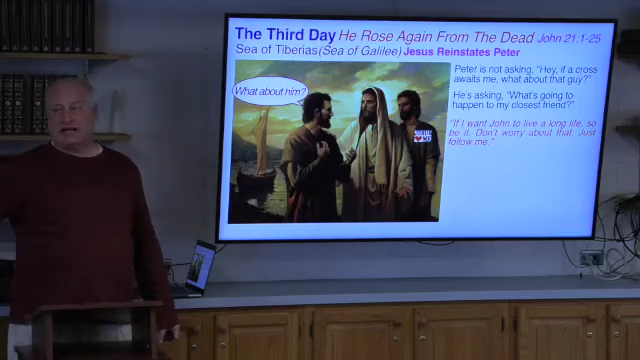 The Third Day He Rose Again From The Dead John 21:1-25
Sea of Tiberias (Sea of Galilee) Jesus Reinstates Peter
What about him?
Peter is not asking, “Hey, if a cross
awaits me, what about that guy?”
He’s asking, “What’s going to
happen to my closest friend?”
“If I want John to live a long life, so
be it. Don’t worry about that. Just
follow me.”